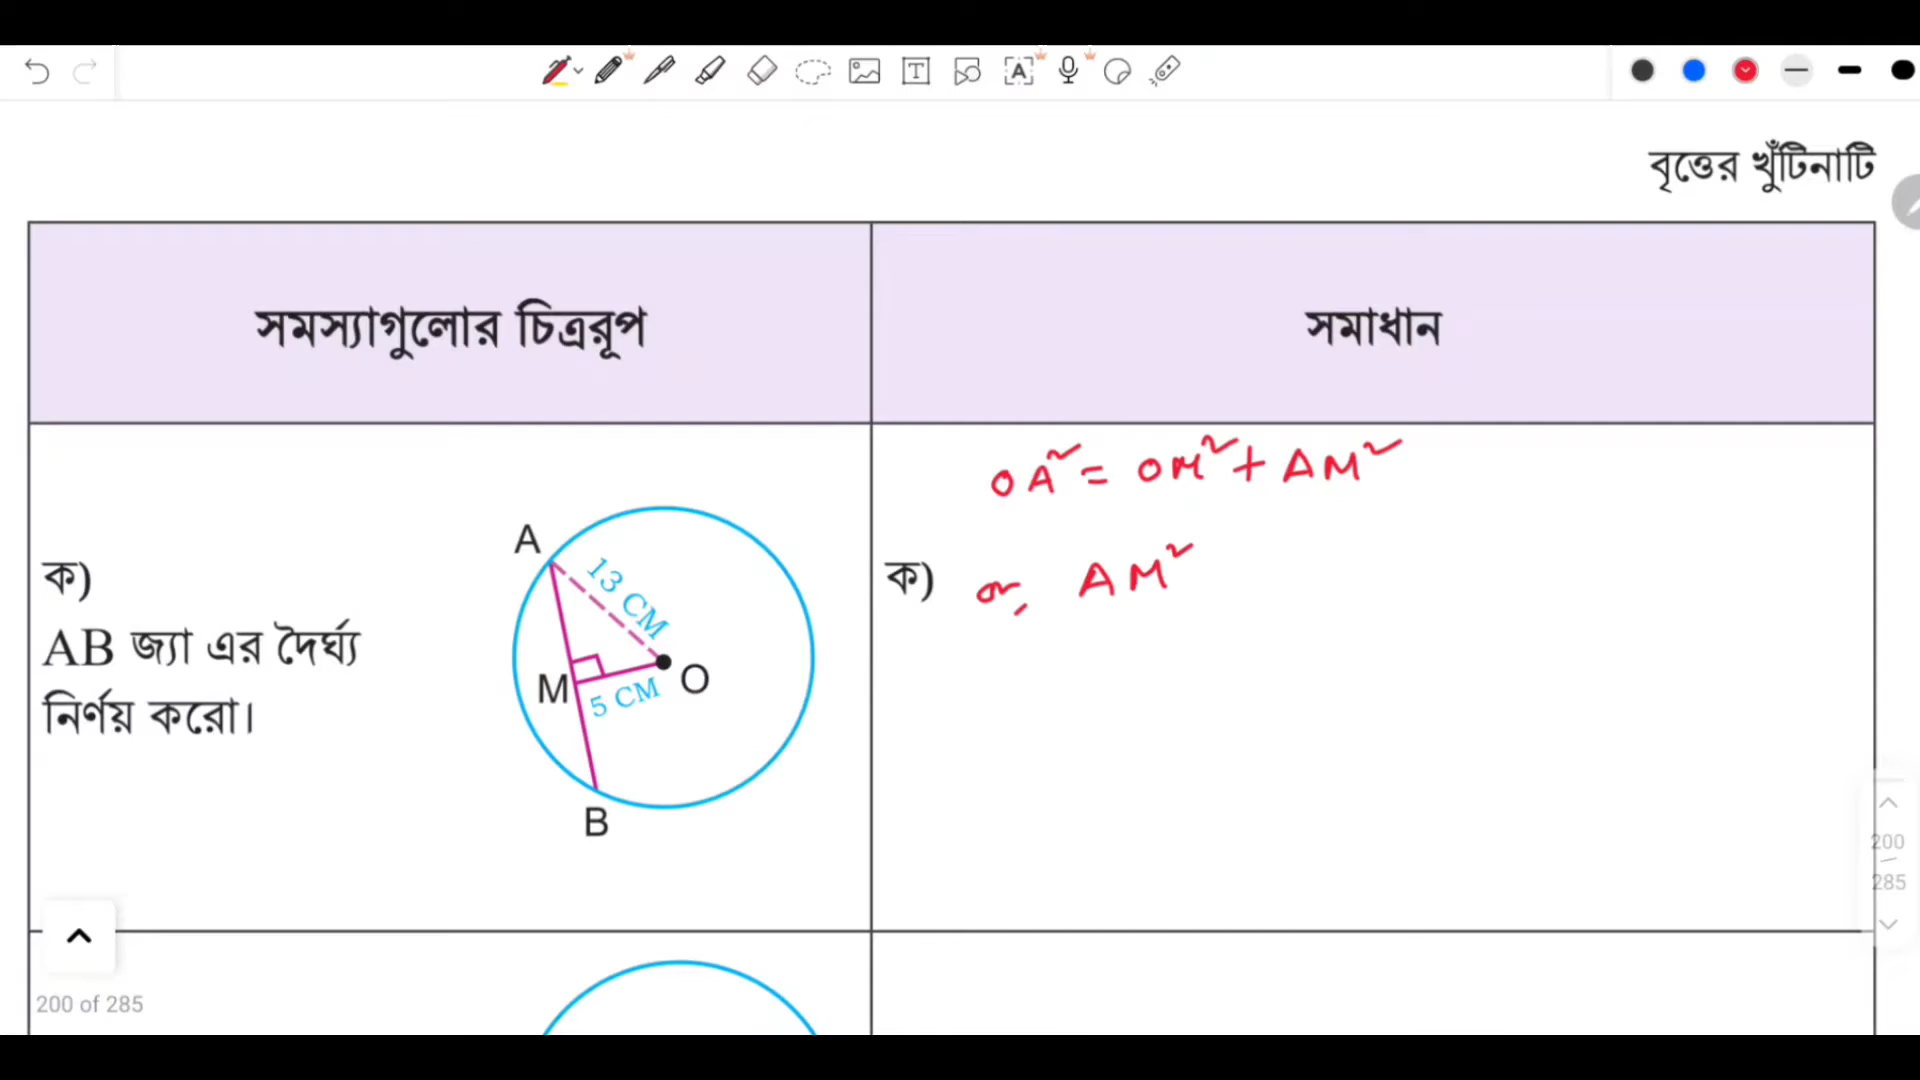 বৃত্তের খুঁটিনাটি
সমস্যাগুলোর চিত্ররূপ
সমাধান
ক)
AB জ্যা এর দৈর্ঘ্য
নির্ণয় করো।
A
13 CM
M
5 CM
O
B
OA² = OM² + AM²
ক) বা, AM²
200
285
200 of 285